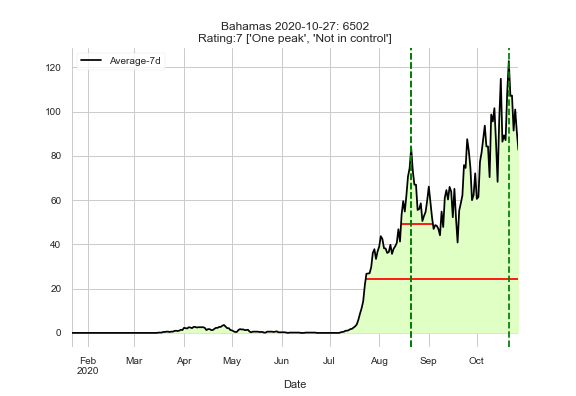 Bahamas 2020-10-27: 6502
Rating:7 ['One peak', 'Not in control']
Average-7d
120
100
80
60
40
20
0
Feb Mar Apr May Jun Jul Aug Sep Oct
2020
Date